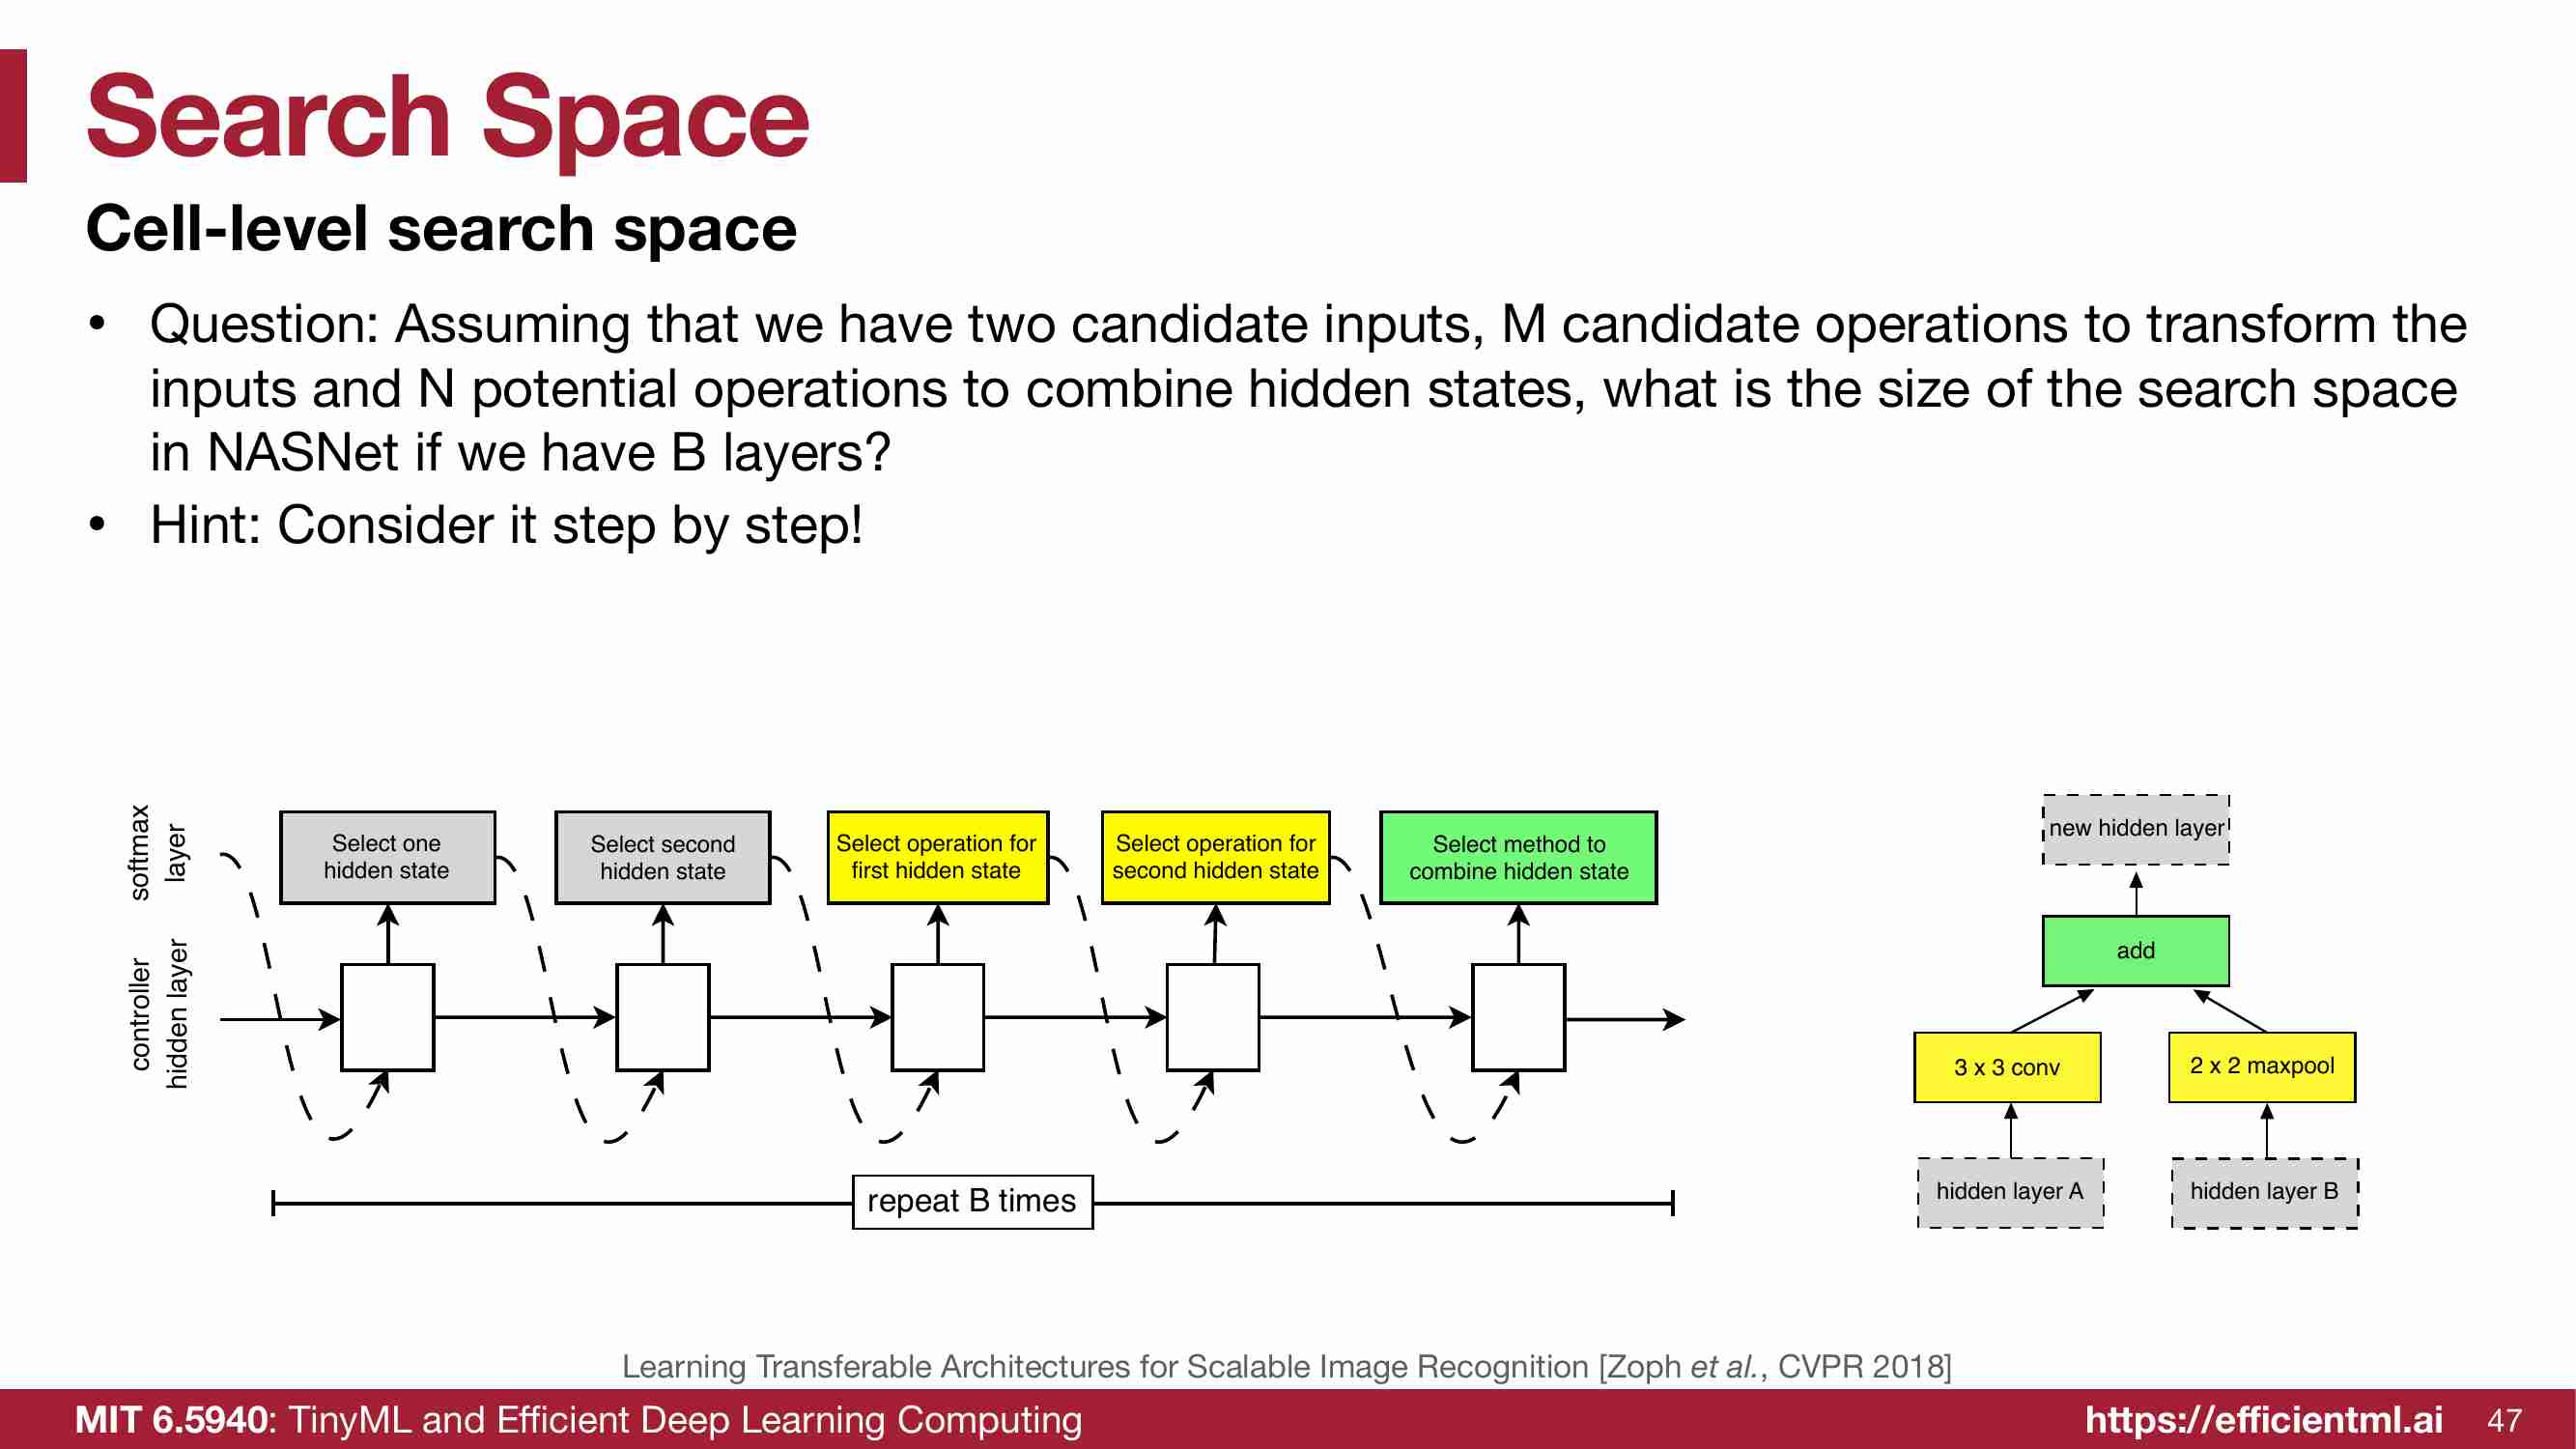 Search Space
Cell-level search space
• Question: Assuming that we have two candidate inputs, M candidate operations to transform the
inputs and N potential operations to combine hidden states, what is the size of the search space
in NASNet if we have B layers?
• Hint: Consider it step by step!
softmax
layer
controller
hidden layer
Select one
hidden state
Select second
hidden state
Select operation for
first hidden state
Select operation for
second hidden state
Select method to
combine hidden state
repeat B times
new hidden layer
add
3 x 3 conv
2 x 2 maxpool
hidden layer A
hidden layer B
Learning Transferable Architectures for Scalable Image Recognition [Zoph et al., CVPR 2018]
MIT 6.5940: TinyML and Efficient Deep Learning Computing
https://efficientml.ai
47